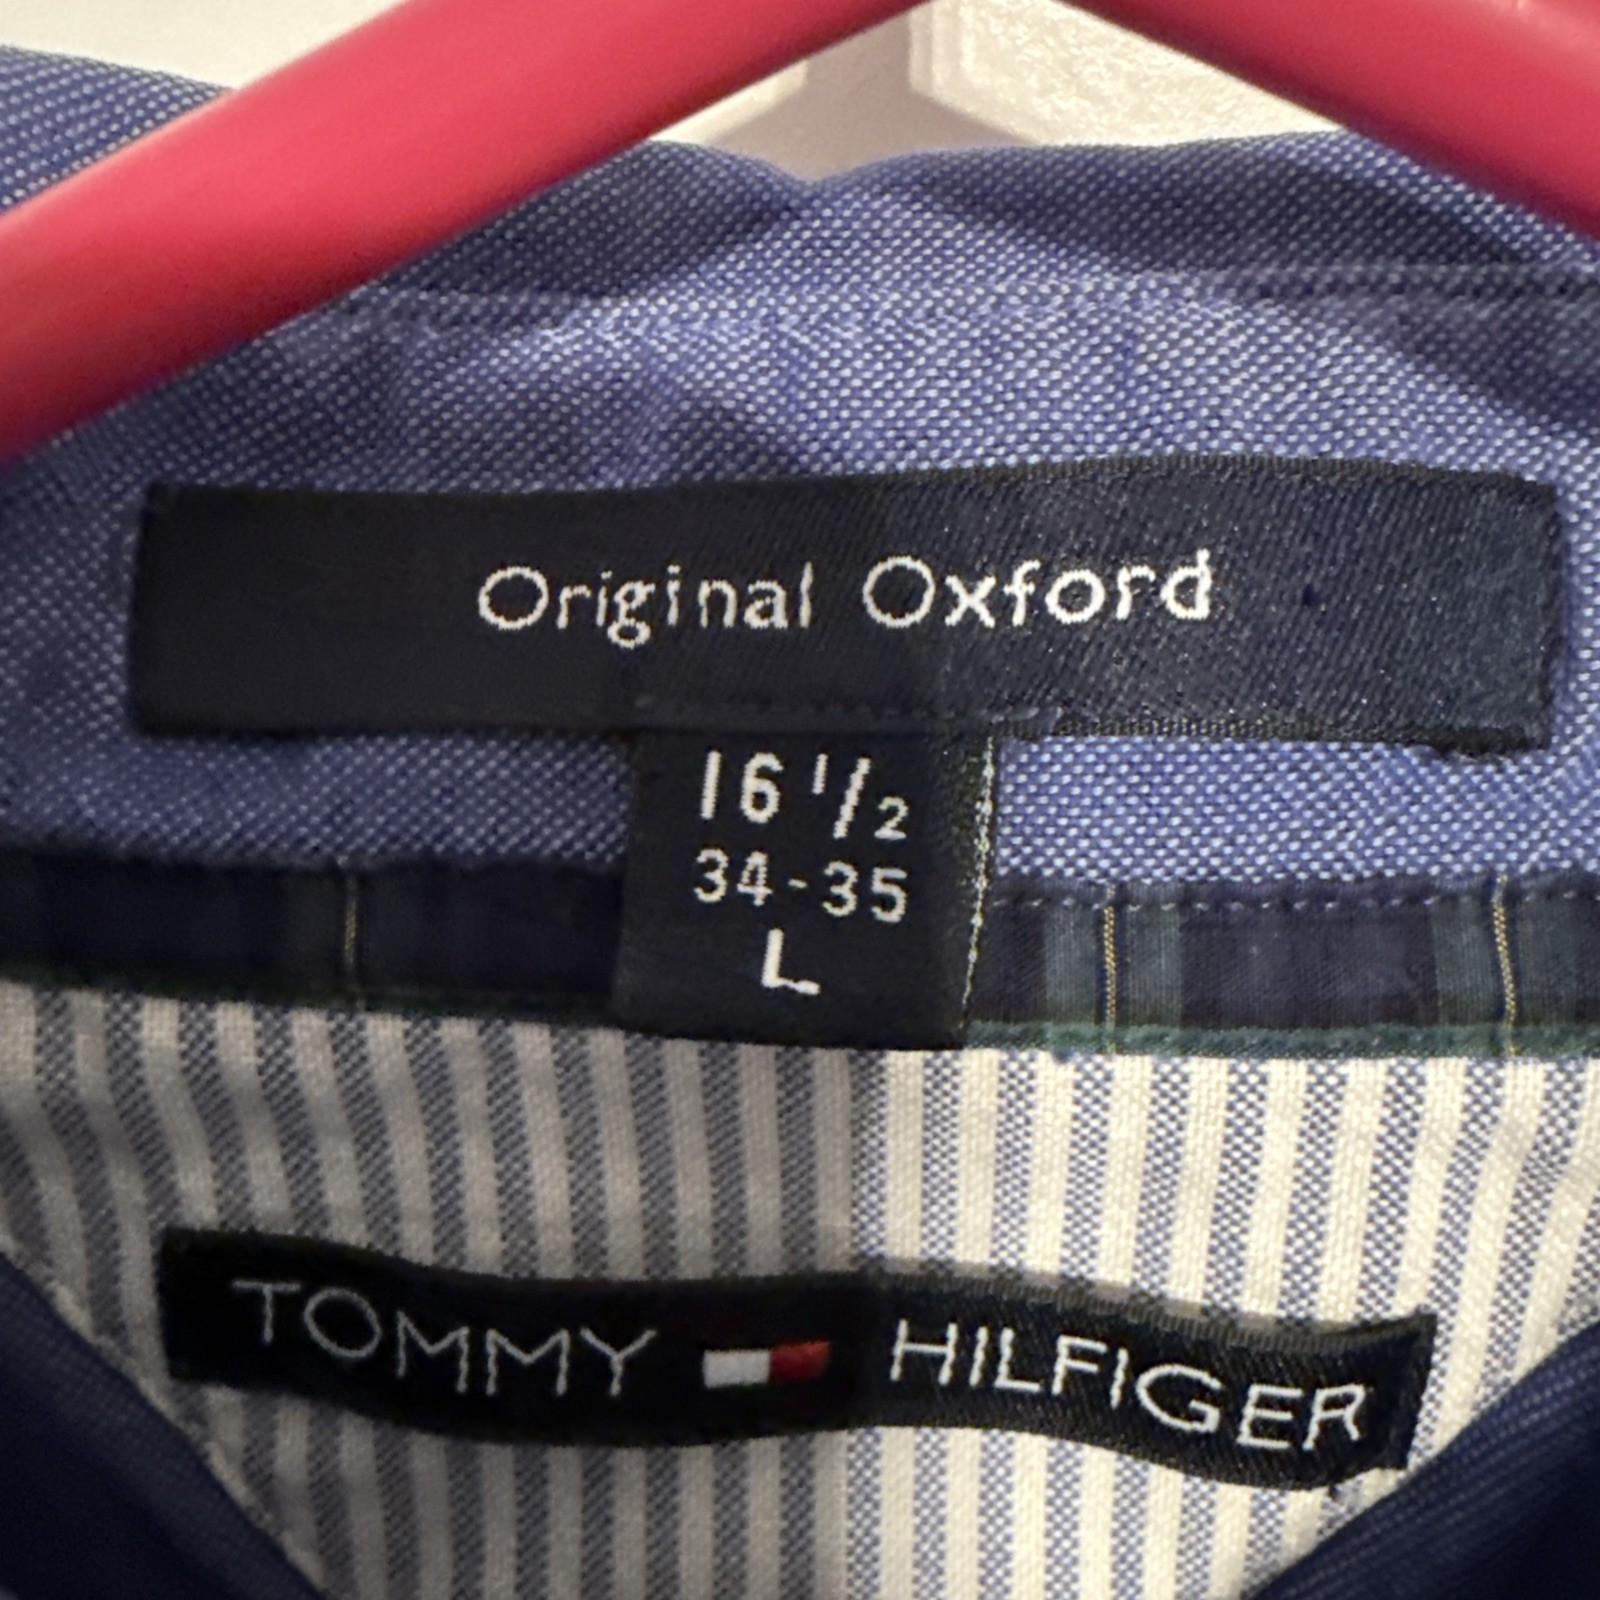 Original Oxford
16 1/2
34-35
L
TOMMY HILFIGER